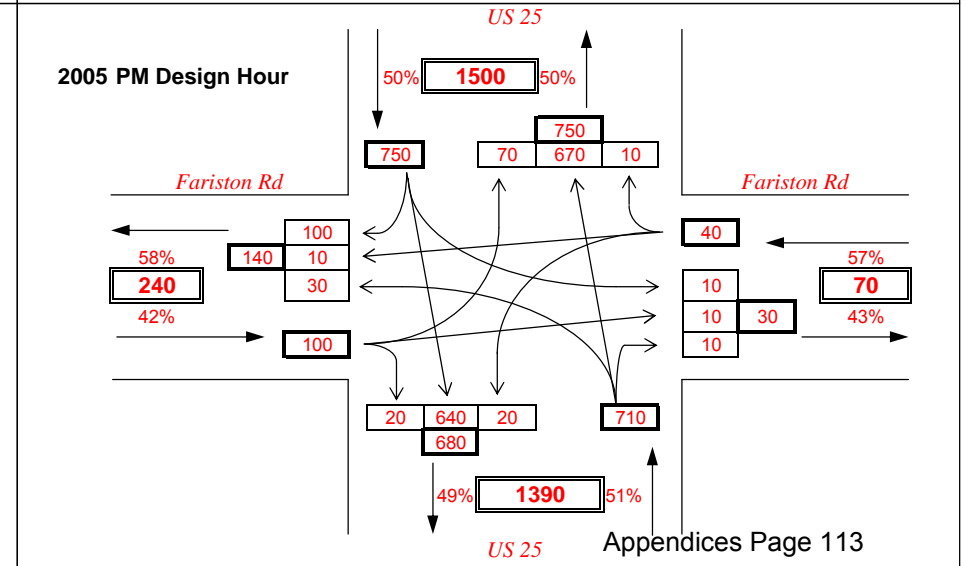 US 25
2005 PM Design Hour
50% 1500 50%
750
750 70 670 10
Fariston Rd Fariston Rd
100 40
58% 140 10 57%
240 30 10 70
42% 10 30 43%
100 10
20 640 20 710
680
49% 1390 51%
US 25 Appendices Page 113